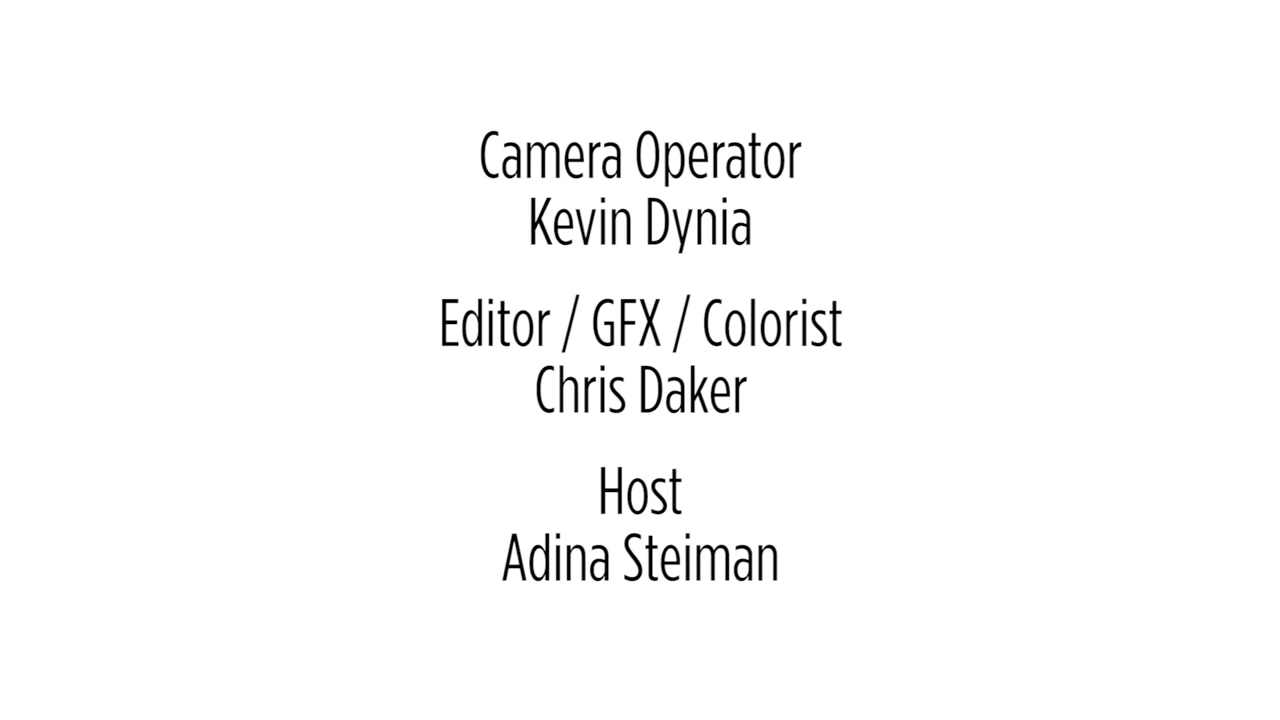 Camera Operator
Kevin Dynia
Editor / GFX / Colorist
Chris Daker
Host
Adina Steiman